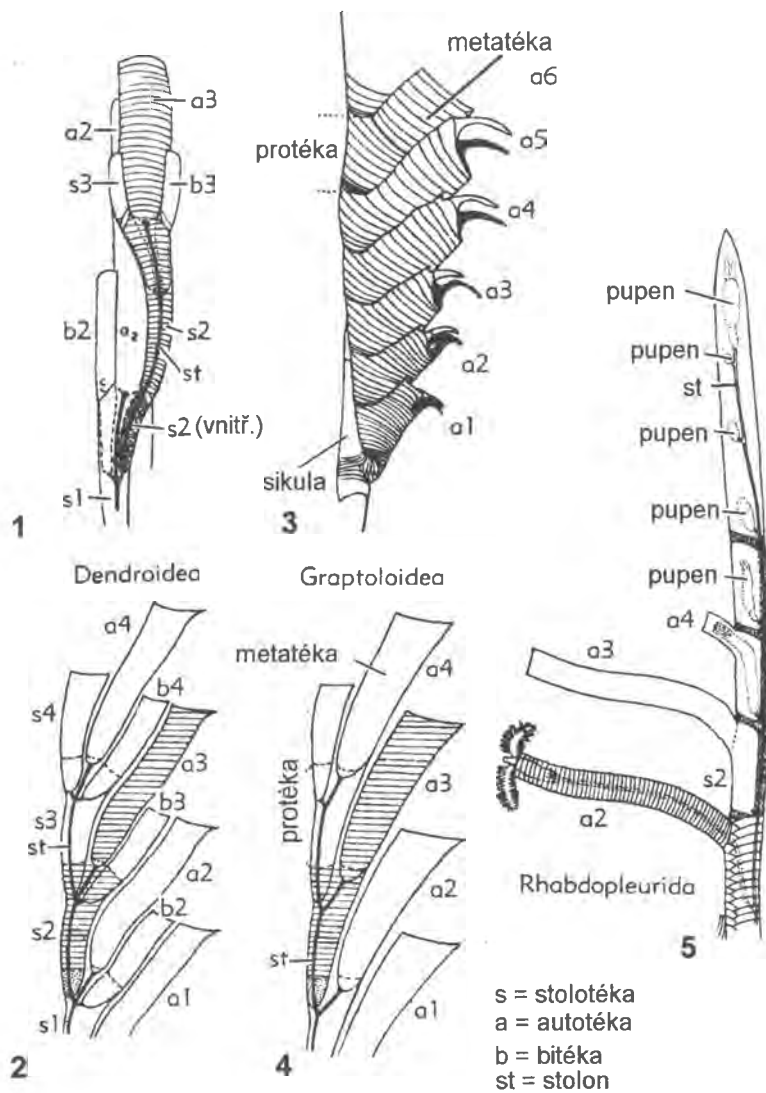 a3
a2
s3
b3
b2
a2
s2
st
s2 (vnitř.)
s1
1
metatéka
a6
protéka
a5
a4
a3
a2
a1
sikula
3
pupen
pupen
st
pupen
pupen
pupen
a4
a3
s2
a2
Rhabdopleurida
5
Dendroidea
a4
s4
b4
a3
s3
st
b3
a2
s2
b2
a1
s1
2
Graptoloidea
metatéka
a4
protéka
a3
a2
st
a1
4
s = stolotéka
a = autotéka
b = bitéka
st = stolon